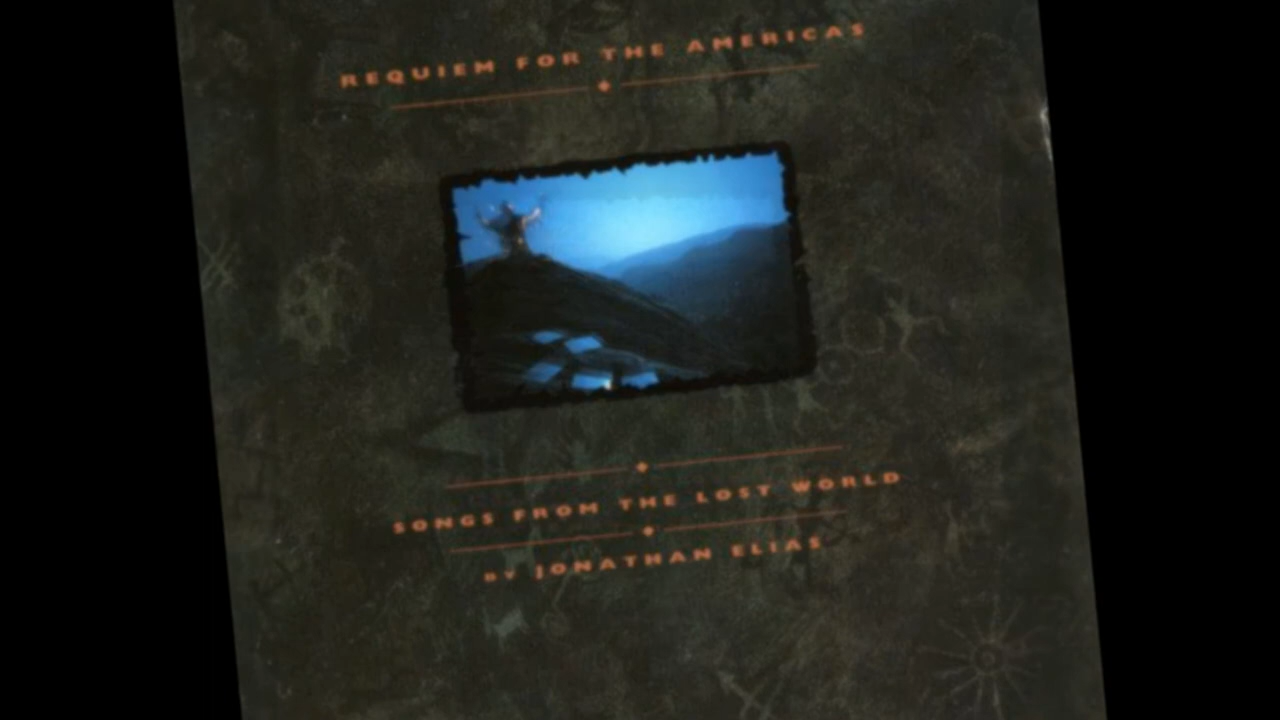 REQUIEM FOR THE AMERICAS
SONGS FROM THE LOST WORLD
BY JONATHAN ELIAS